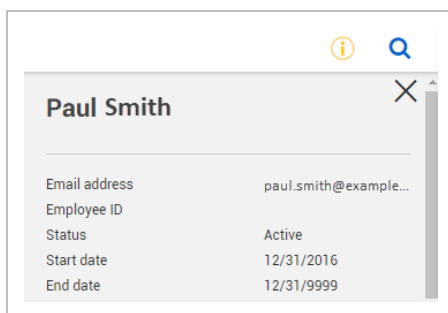 Paul Smith
Email address paul.smith@example...
Employee ID
Status Active
Start date 12/31/2016
End date 12/31/9999